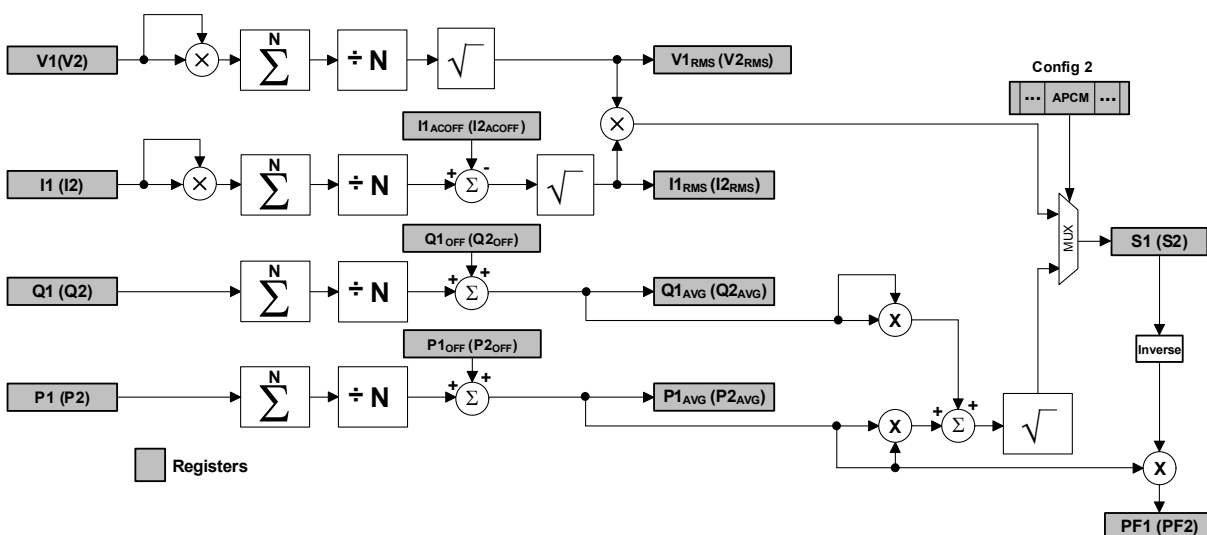 V1(V2)
×
N
∑
÷ N
√
V1RMS (V2RMS)
Config 2
... APCM ...
×
I1ACOFF (I2ACOFF)
I1 (I2)
×
N
∑
÷ N
+
-
Σ
√
I1RMS (I2RMS)
MUX
S1 (S2)
Q1OFF (Q2OFF)
Q1 (Q2)
N
∑
÷ N
+
+
Σ
Q1AVG (Q2AVG)
X
Inverse
P1OFF (P2OFF)
P1 (P2)
N
∑
÷ N
+
+
Σ
P1AVG (P2AVG)
X
+
+
Σ
√
Registers
X
PF1 (PF2)